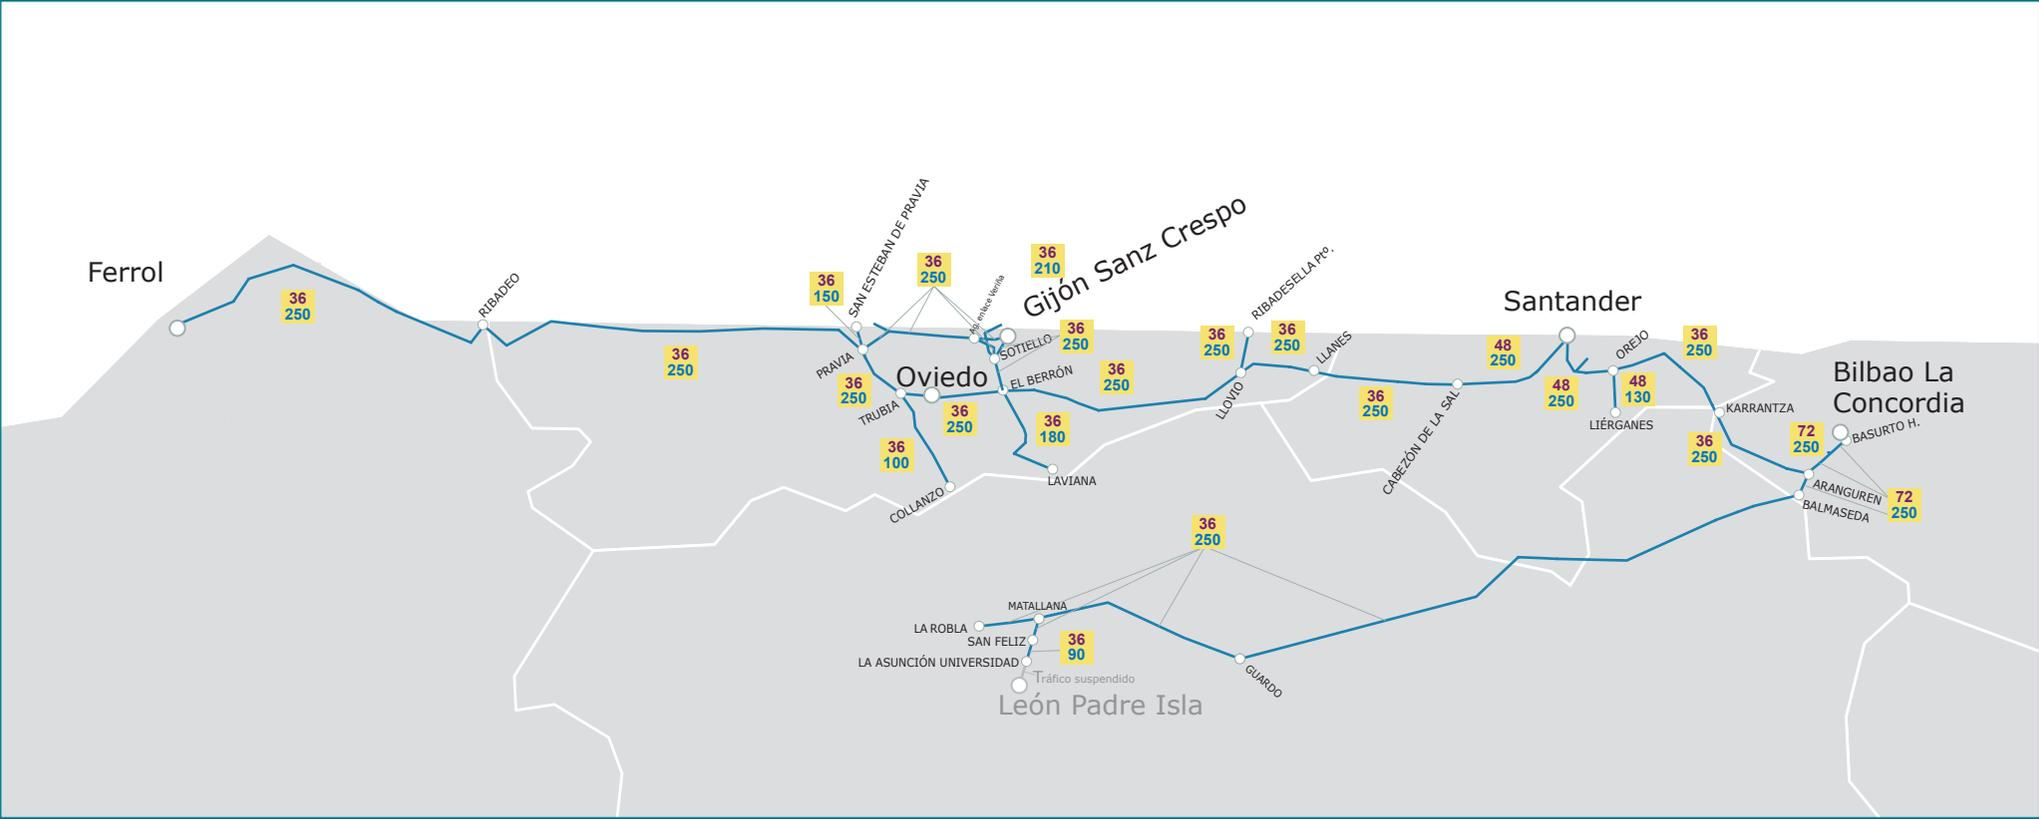 Ferrol
36
250
RIBADEO
36
250
36
150
SAN ESTEBAN DE PRAVIA
PRAVIA
36
250
36
250
TRUBIA
Oviedo
36
250
36
100
COLLANZO
Ag. enlace Veriña
36
210
Gijón Sanz Crespo
SOTIELLO
36
250
EL BERRÓN
36
250
36
180
LAVIANA
RIBADESELLA Ptº.
36
250
36
250
LLOVIO
LLANES
36
250
CABEZÓN DE LA SAL
Santander
48
250
48
250
OREJO
48
130
LIÉRGANES
36
250
KARRANTZA
36
250
Bilbao La
Concordia
BASURTO H.
72
250
ARANGUREN
BALMASEDA
72
250
36
250
MATALLANA
LA ROBLA
SAN FELIZ
36
90
LA ASUNCIÓN UNIVERSIDAD
Tráfico suspendido
León Padre Isla
GUARDO